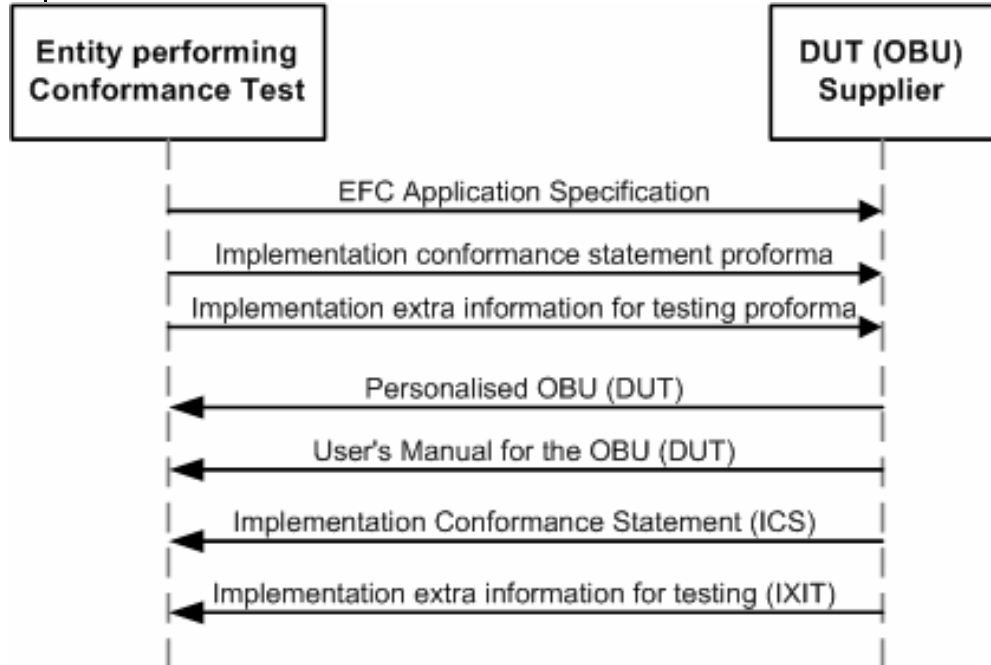 Entity performing
Conformance Test
DUT (OBU)
Supplier
EFC Application Specification
Implementation conformance statement proforma
Implementation extra information for testing proforma
Personalised OBU (DUT)
User's Manual for the OBU (DUT)
Implementation Conformance Statement (ICS)
Implementation extra information for testing (IXIT)